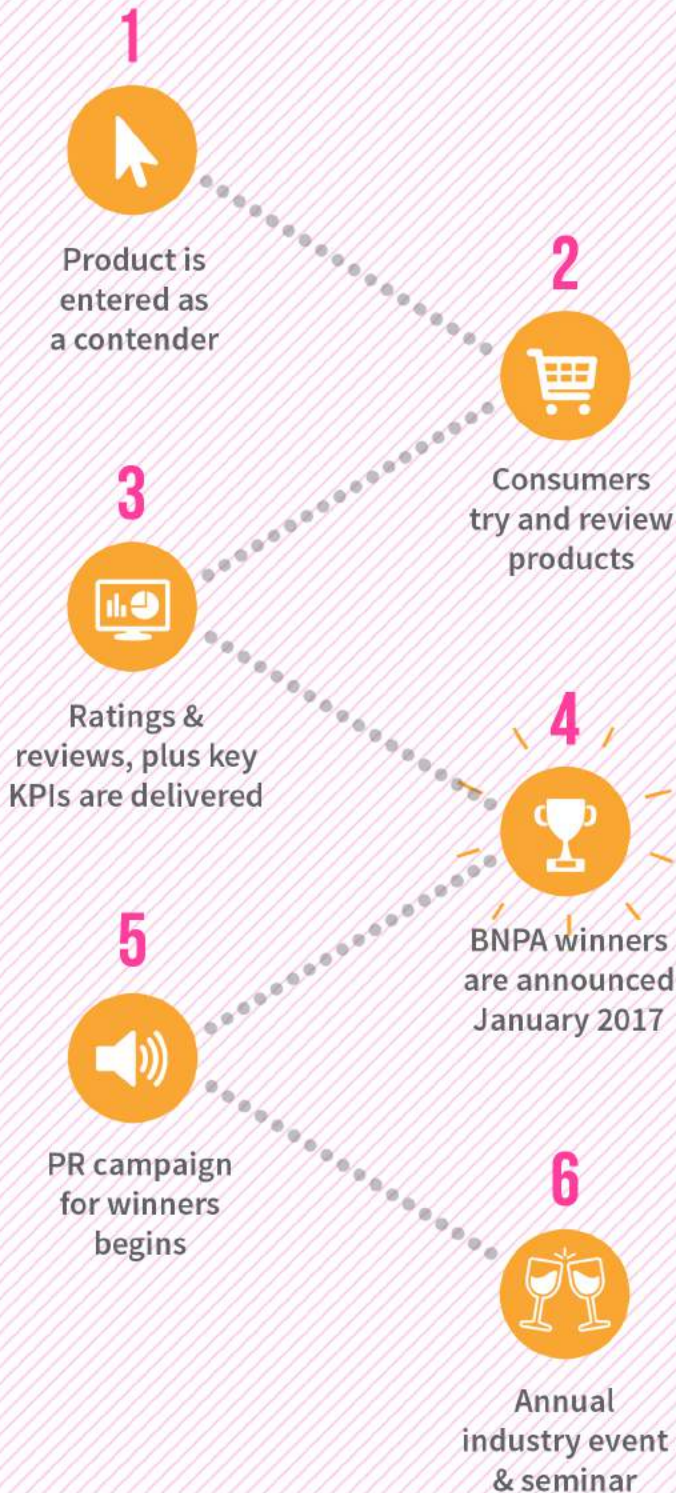 1
Product is
entered as
a contender
2
Consumers
try and review
products
3
Ratings &
reviews, plus key
KPIs are delivered
4
BNPA winners
are announced
January 2017
5
PR campaign
for winners
begins
6
Annual
industry event
& seminar